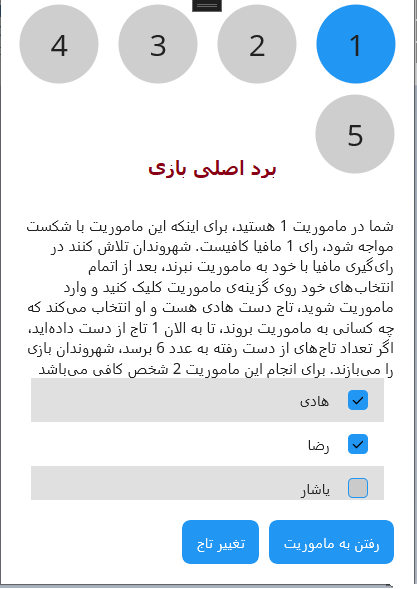 1 2 3 4
5
برد اصلی بازی
شما در ماموریت 1 هستید، برای اینکه این ماموریت با شکست
مواجه شود، رای 1 مافیا کافیست. شهروندان تلاش کنند در
رای‌گیری مافیا با خود به ماموریت نبرند، بعد از اتمام
انتخاب‌های خود روی گزینه‌ی ماموریت کلیک کنید و وارد
ماموریت شوید، تاج دست هادی هست و او انتخاب می‌کند که
چه کسانی به ماموریت بروند، تا به الان 1 تاج از دست داده‌اید،
اگر تعداد تاج‌های از دست رفته به عدد 6 برسد، شهروندان بازی
را می‌بازند. برای انجام این ماموریت 2 شخص کافی می‌باشد
هادی
رضا
یاشار
رفتن به ماموریت تغییر تاج